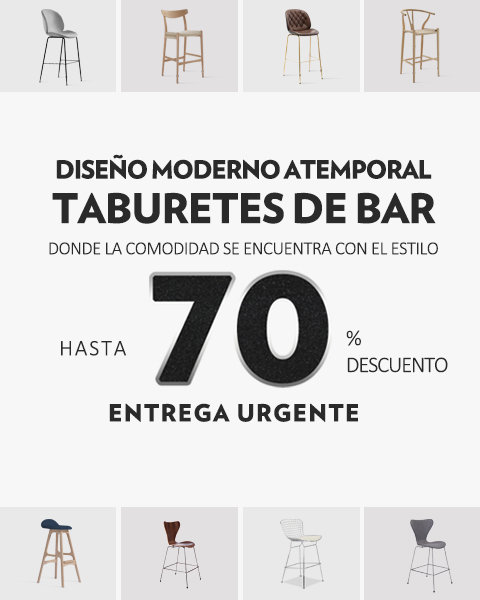 DISEÑO MODERNO ATEMPORAL
TABURETES DE BAR
DONDE LA COMODIDAD SE ENCUENTRA CON EL ESTILO
HASTA 70 % DESCUENTO
ENTREGA URGENTE